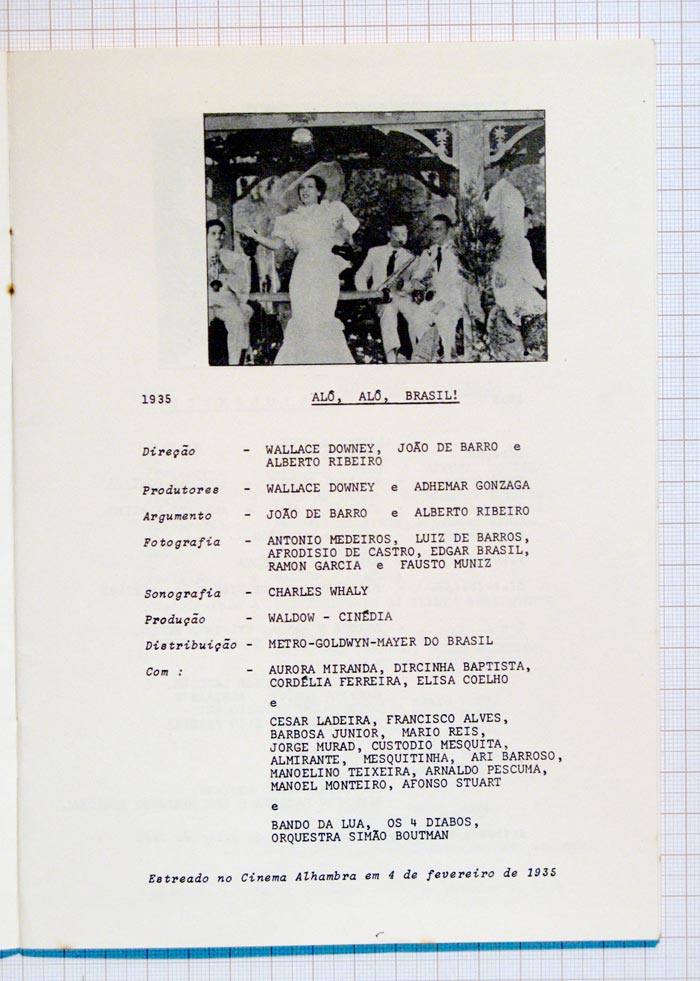 1935 ALÔ, ALÔ, BRASIL!
Direção - WALLACE DOWNEY, JOÃO DE BARRO e
ALBERTO RIBEIRO
Produtores - WALLACE DOWNEY e ADHEMAR GONZAGA
Argumento - JOÃO DE BARRO e ALBERTO RIBEIRO
Fotografia - ANTONIO MEDEIROS, LUIZ DE BARROS,
AFRODISIO DE CASTRO, EDGAR BRASIL,
RAMON GARCIA e FAUSTO MUNIZ
Sonografia - CHARLES WHALY
Produção - WALDOW - CINÉDIA
Distribuição - METRO-GOLDWYN-MAYER DO BRASIL
Com : - AURORA MIRANDA, DIRCINHA BAPTISTA,
CORDÉLIA FERREIRA, ELISA COELHO
e
CESAR LADEIRA, FRANCISCO ALVES,
BARBOSA JUNIOR, MARIO REIS,
JORGE MURAD, CUSTODIO MESQUITA,
ALMIRANTE, MESQUITINHA, ARI BARROSO,
MANOELINO TEIXEIRA, ARNALDO PESCUMA,
MANOEL MONTEIRO, AFONSO STUART
e
BANDO DA LUA, OS 4 DIABOS,
ORQUESTRA SIMÃO BOUTMAN
Estreado no Cinema Alhambra em 4 de fevereiro de 1935